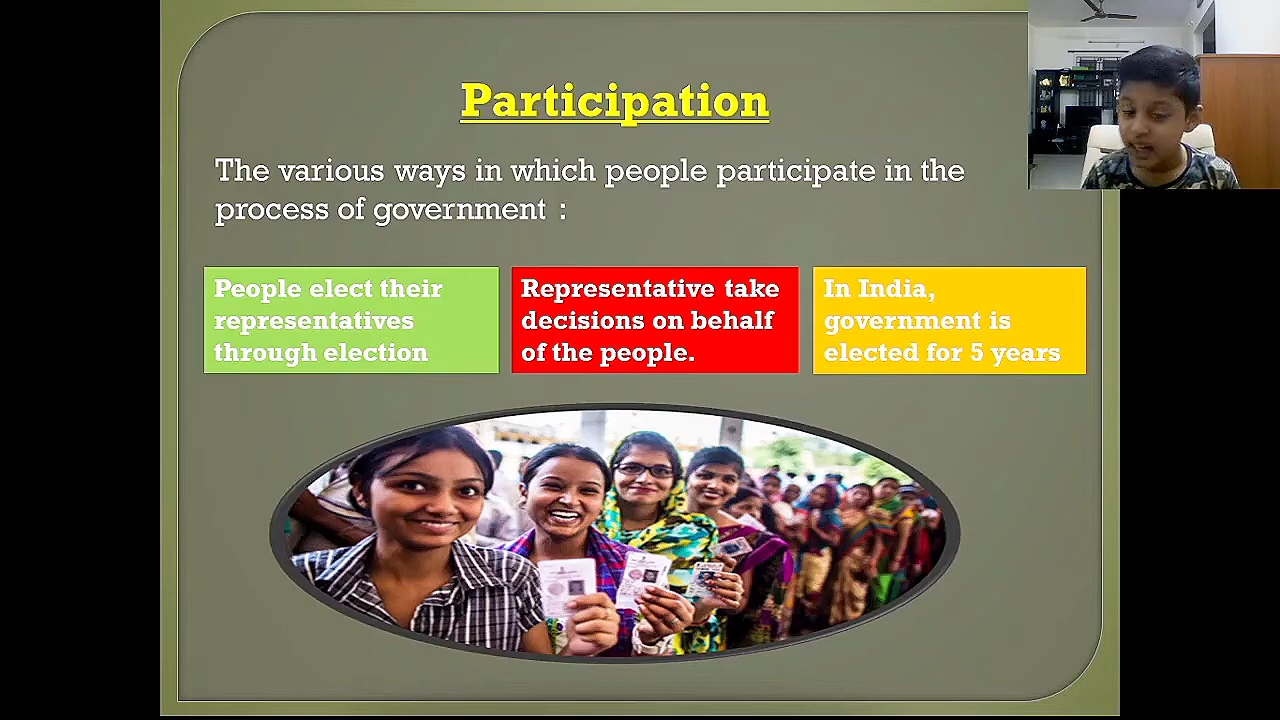 Participation
The various ways in which people participate in the
process of government :
People elect their
representatives
through election
Representative take
decisions on behalf
of the people.
In India,
government is
elected for 5 years